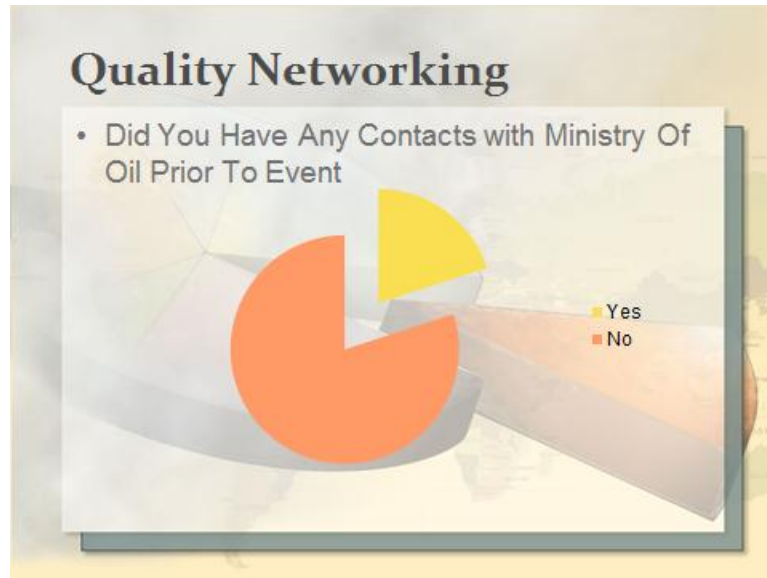 Quality Networking
• Did You Have Any Contacts with Ministry Of
Oil Prior To Event
Yes
No